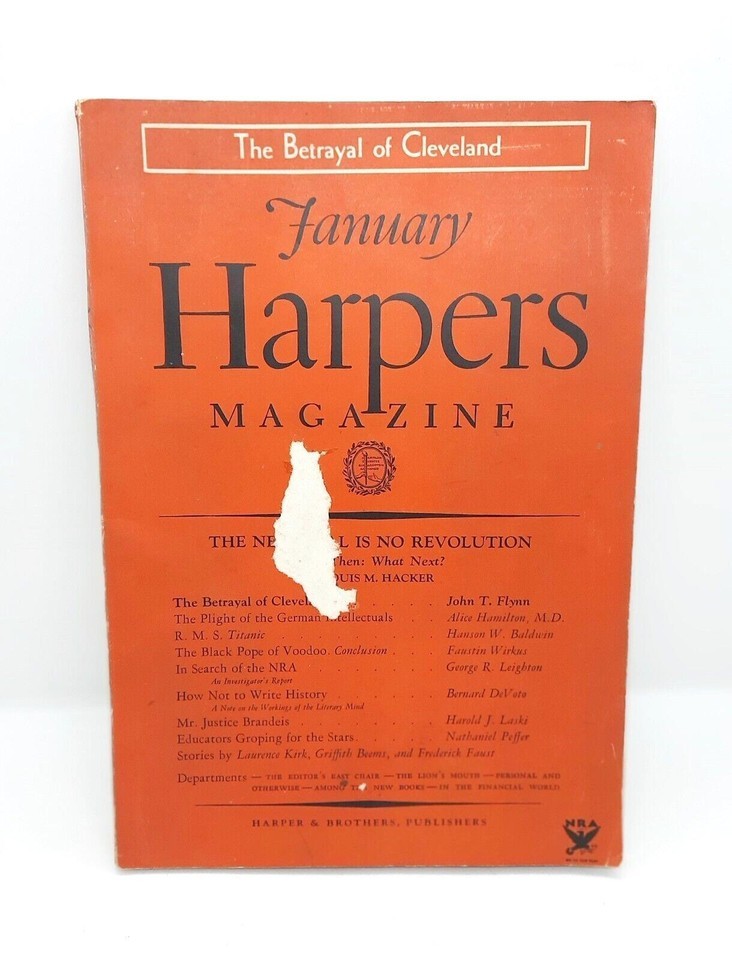 The Betrayal of Cleveland
January
Harpers
MAGAZINE
THE NE L IS NO REVOLUTION
Then: What Next?
OUIS M. HACKER
The Betrayal of Clevel . . . . John T. Flynn
The Plight of the German Intellectuals . . Alice Hamilton, M.D.
R. M. S. Titanic . . . . . . . . . Hanson W. Baldwin
The Black Pope of Voodoo. Conclusion . . . Faustin Wirkus
In Search of the NRA . . . . . . . . George R. Leighton
An Investigator's Report
How Not to Write History . . . . . . Bernard DeVoto
A Note on the Workings of the Literary Mind
Mr. Justice Brandeis . . . . . . . . Harold J. Laski
Educators Groping for the Stars . . . . . Nathaniel Peffer
Stories by Laurence Kirk, Griffith Beems, and Frederick Faust
Departments — THE EDITOR'S EASY CHAIR — THE LION'S MOUTH — PERSONAL AND
OTHERWISE — AMONG THE NEW BOOKS — IN THE FINANCIAL WORLD
HARPER & BROTHERS, PUBLISHERS
NRA